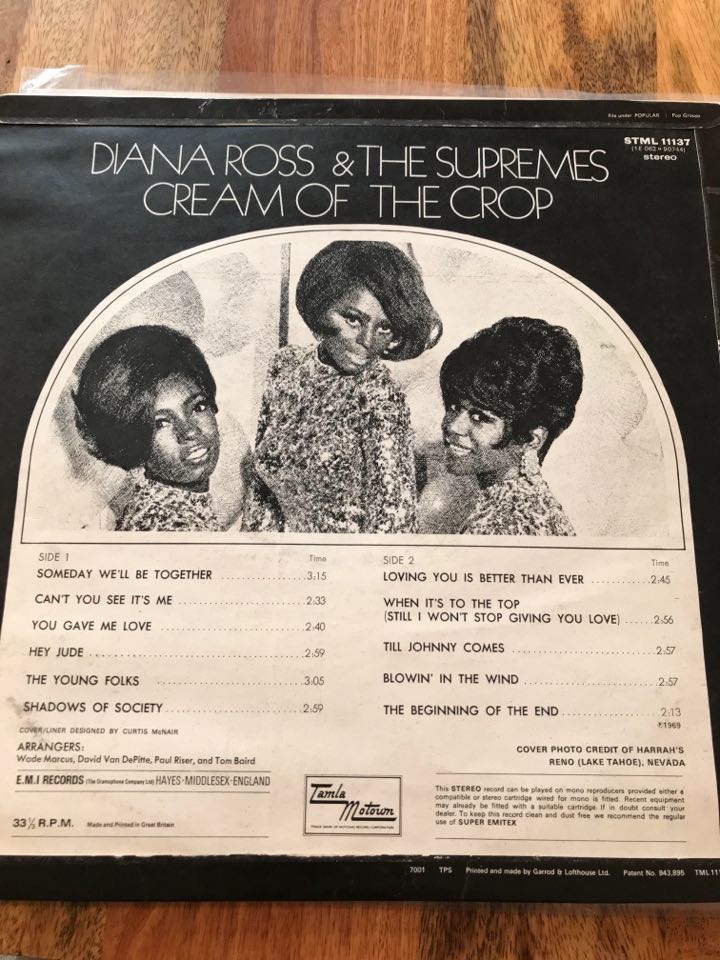 File under POPULAR : Pop Groups
STML 11137
(1E 062 o 90744)
stereo
DIANA ROSS & THE SUPREMES
CREAM OF THE CROP
SIDE 1 Time
SOMEDAY WE'LL BE TOGETHER ............ 3:15
CAN'T YOU SEE IT'S ME ............ 2:33
YOU GAVE ME LOVE ............ 2:40
HEY JUDE ............ 2:59
THE YOUNG FOLKS ............ 3:05
SHADOWS OF SOCIETY ............ 2:59
COVER/LINER DESIGNED BY CURTIS McNAIR
ARRANGERS:
Wade Marcus, David Van DePitte, Paul Riser, and Tom Baird
E.M.I RECORDS (The Gramophone Company Ltd) HAYES·MIDDLESEX·ENGLAND
33⅓ R.P.M. Made and Printed in Great Britain
SIDE 2 Time
LOVING YOU IS BETTER THAN EVER ............ 2:45
WHEN IT'S TO THE TOP
(STILL I WON'T STOP GIVING YOU LOVE) ...... 2:56
TILL JOHNNY COMES ............ 2:57
BLOWIN' IN THE WIND ............ 2:57
THE BEGINNING OF THE END ............ 2:13
℗1969
COVER PHOTO CREDIT OF HARRAH'S
RENO (LAKE TAHOE), NEVADA
Tamla
Motown
TRADE MARK OF MOTOWN RECORD CORPORATION
This STEREO record can be played on mono reproducers provided either a
compatible or stereo cartridge wired for mono is fitted. Recent equipment
may already be fitted with a suitable cartridge. If in doubt consult your
dealer. To keep this record clean and dust free we recommend the regular
use of SUPER EMITEX
7001 TPS Printed and made by Garrod & Lofthouse Ltd. Patent No. 943,895 TML 11